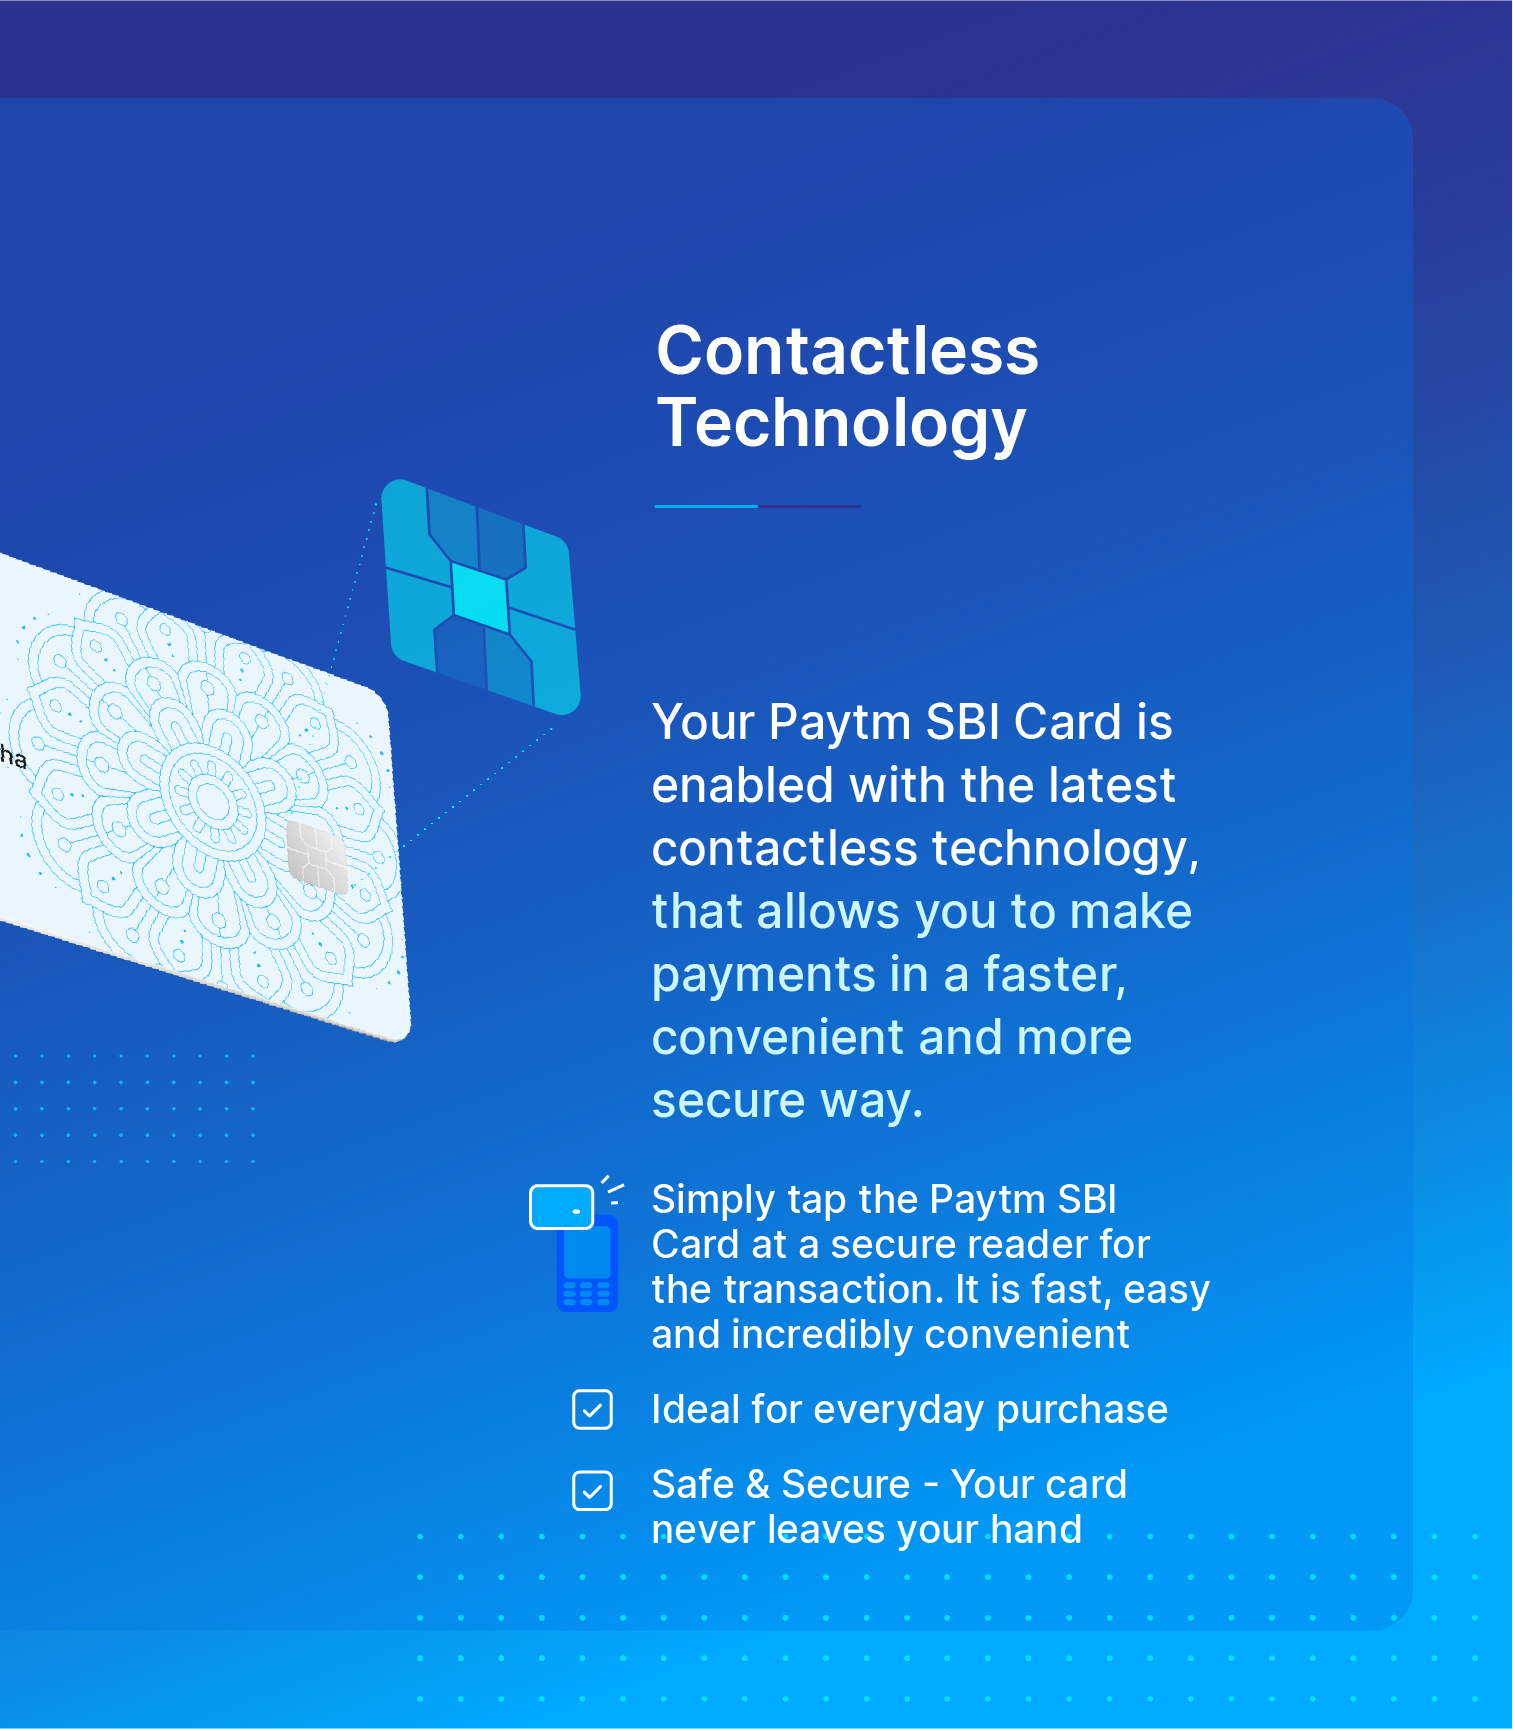 Contactless
Technology
ha
Your Paytm SBI Card is
enabled with the latest
contactless technology,
that allows you to make
payments in a faster,
convenient and more
secure way.
Simply tap the Paytm SBI
Card at a secure reader for
the transaction. It is fast, easy
and incredibly convenient
Ideal for everyday purchase
Safe & Secure - Your card
never leaves your hand